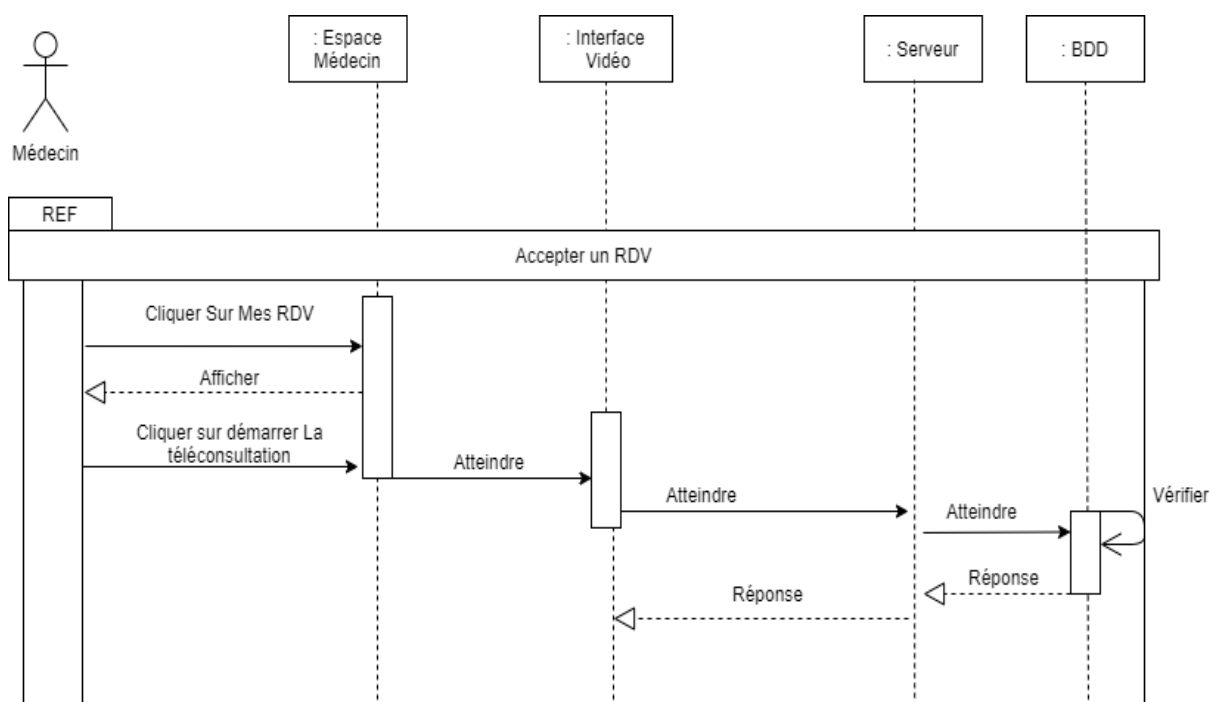 : Espace
Médecin
: Interface
Vidéo
: Serveur
: BDD
Médecin
REF
Accepter un RDV
Cliquer Sur Mes RDV
Afficher
Cliquer sur démarrer La
téléconsultation
Atteindre
Atteindre
Atteindre
Vérifier
Réponse
Réponse